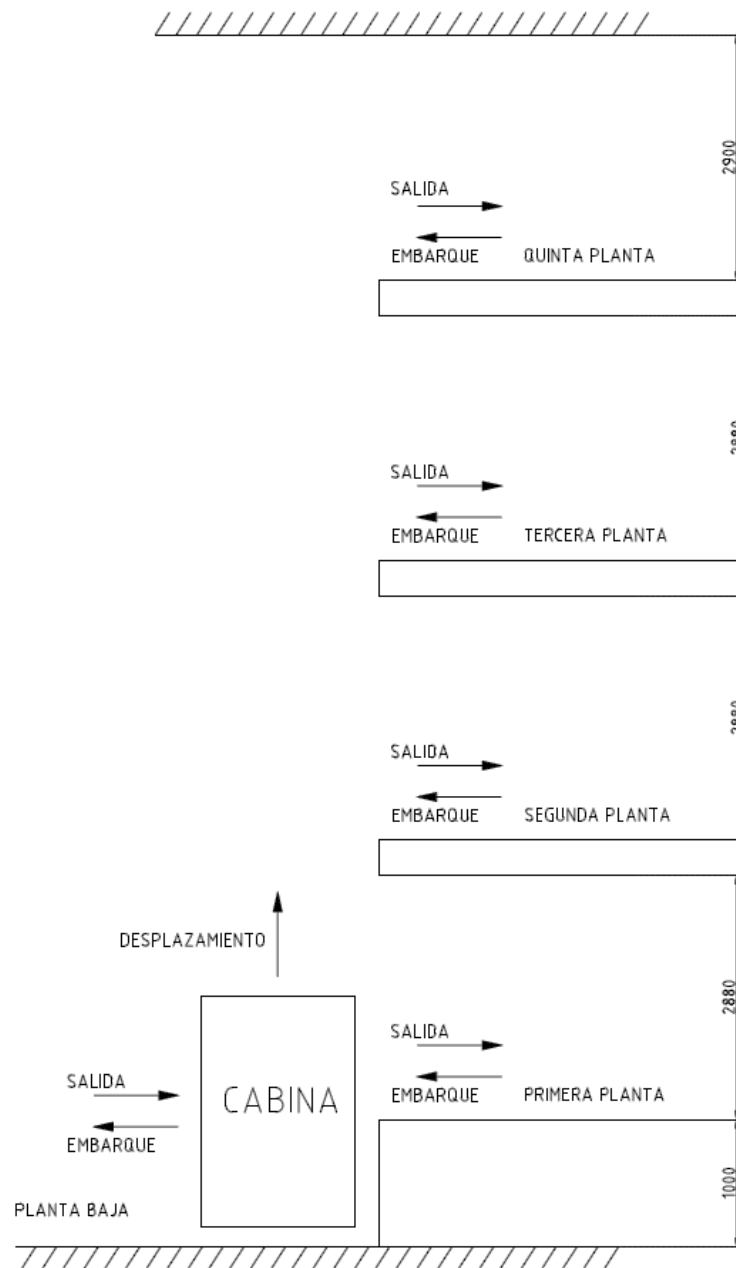 2900
SALIDA
EMBARQUE QUINTA PLANTA
SALIDA
EMBARQUE TERCERA PLANTA
SALIDA
EMBARQUE SEGUNDA PLANTA
DESPLAZAMIENTO
2880
SALIDA
SALIDA
CABINA
EMBARQUE PRIMERA PLANTA
EMBARQUE
1000
PLANTA BAJA